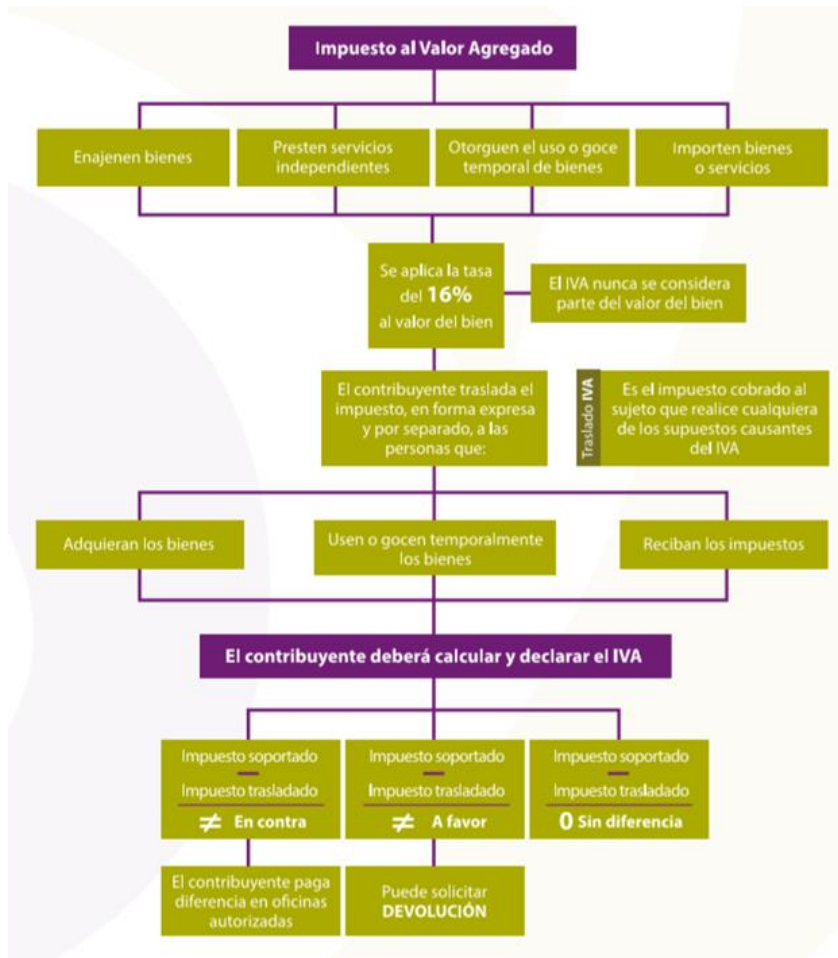 Impuesto al Valor Agregado
Enajenen bienes
Presten servicios
independientes
Otorguen el uso o goce
temporal de bienes
Importen bienes
o servicios
Se aplica la tasa
del 16%
al valor del bien
El IVA nunca se considera
parte del valor del bien
El contribuyente traslada el
impuesto, en forma expresa
y por separado, a las
personas que:
Traslado IVA
Es el impuesto cobrado al
sujeto que realice cualquiera
de los supuestos causantes
del IVA
Adquieran los bienes
Usen o gocen temporalmente
los bienes
Reciban los impuestos
El contribuyente deberá calcular y declarar el IVA
Impuesto soportado
—
Impuesto trasladado
≠ En contra
Impuesto soportado
—
Impuesto trasladado
≠ A favor
Impuesto soportado
—
Impuesto trasladado
0 Sin diferencia
El contribuyente paga
diferencia en oficinas
autorizadas
Puede solicitar
DEVOLUCIÓN